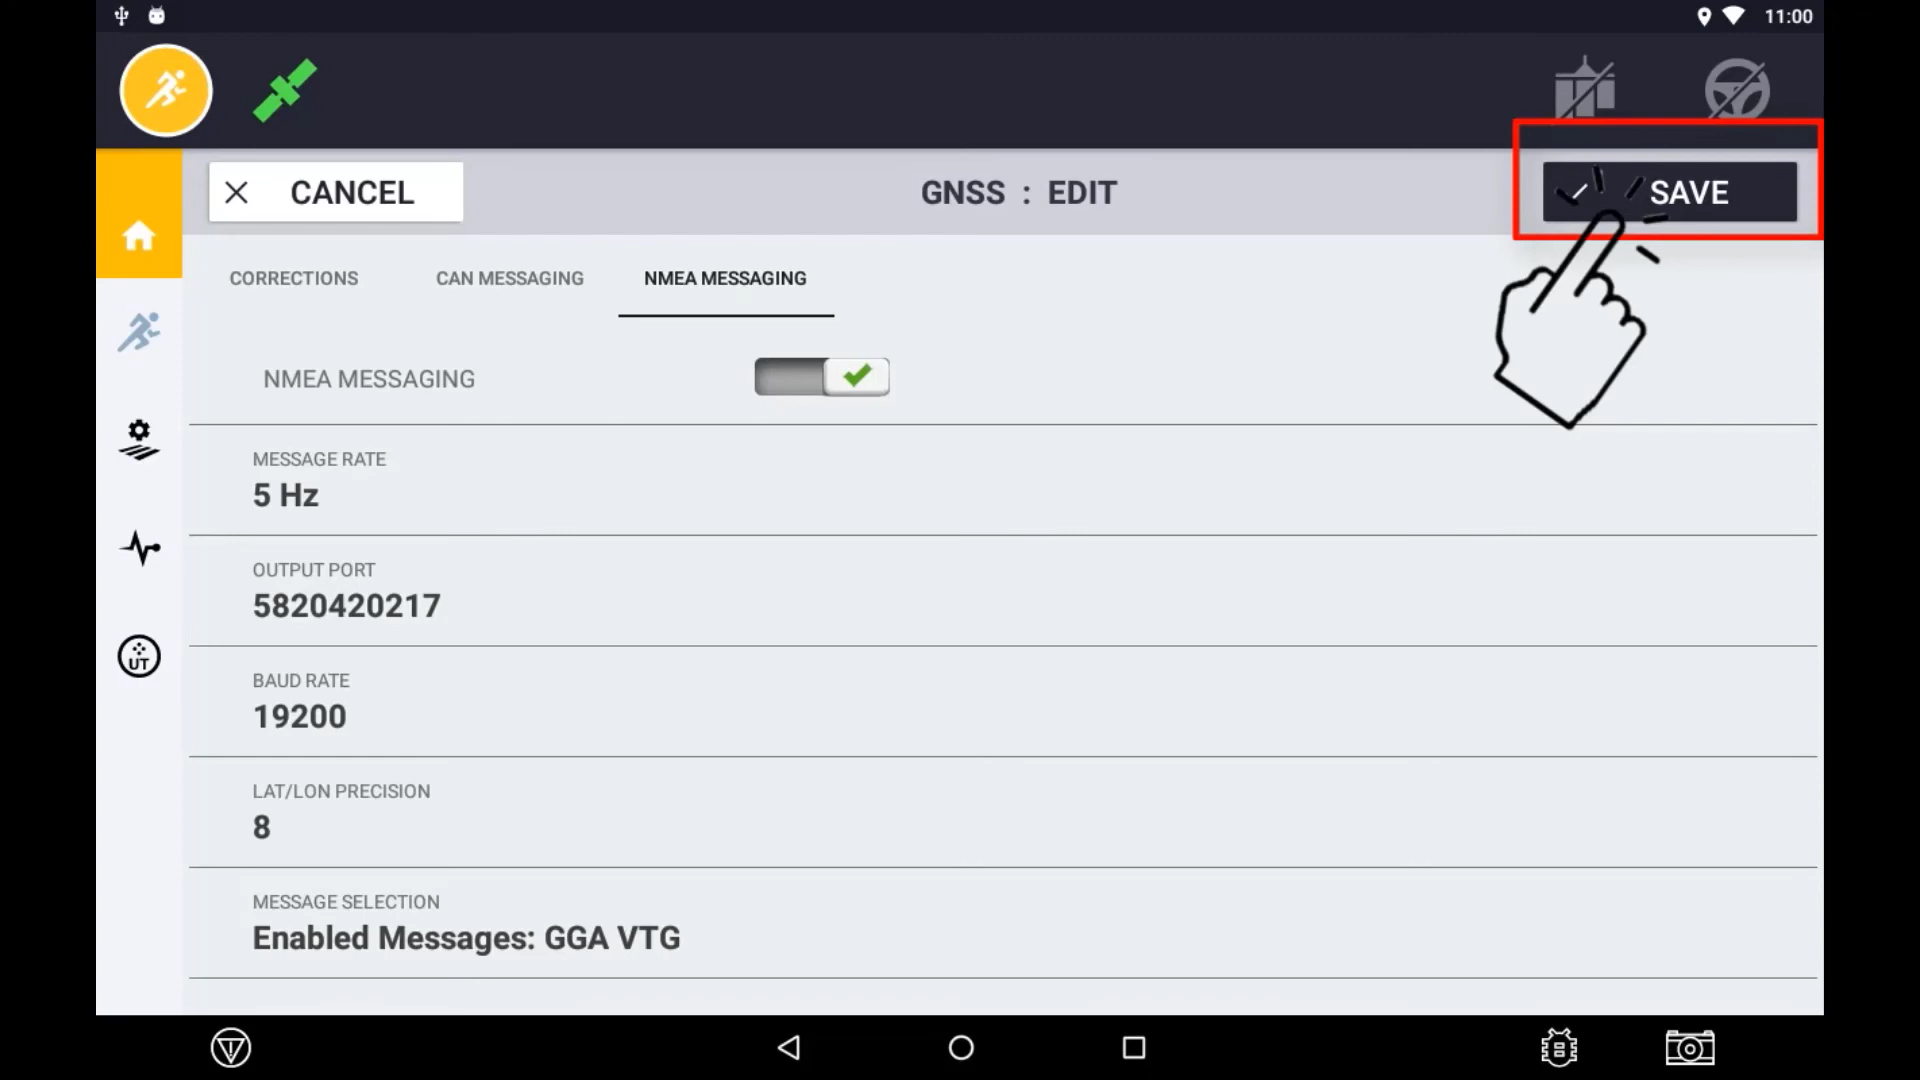 11:00
CANCEL
GNSS : EDIT
SAVE
CORRECTIONS
CAN MESSAGING
NMEA MESSAGING
NMEA MESSAGING
MESSAGE RATE
5 Hz
OUTPUT PORT
5820420217
UT
BAUD RATE
19200
LAT/LON PRECISION
8
MESSAGE SELECTION
Enabled Messages: GGA VTG